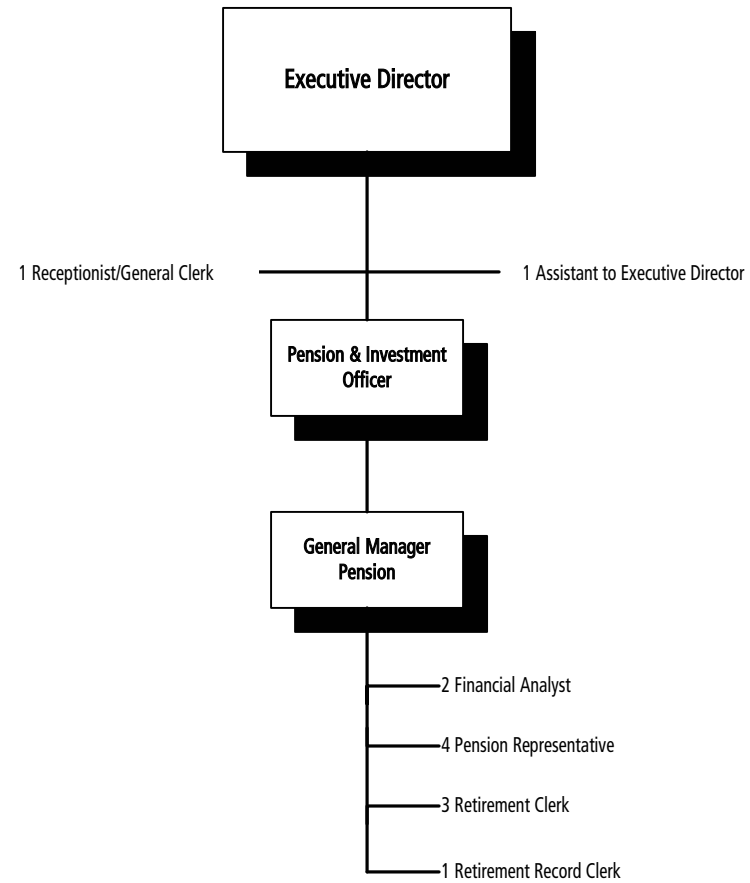 Executive Director
1 Receptionist/General Clerk
1 Assistant to Executive Director
Pension & Investment
Officer
General Manager
Pension
2 Financial Analyst
4 Pension Representative
3 Retirement Clerk
1 Retirement Record Clerk